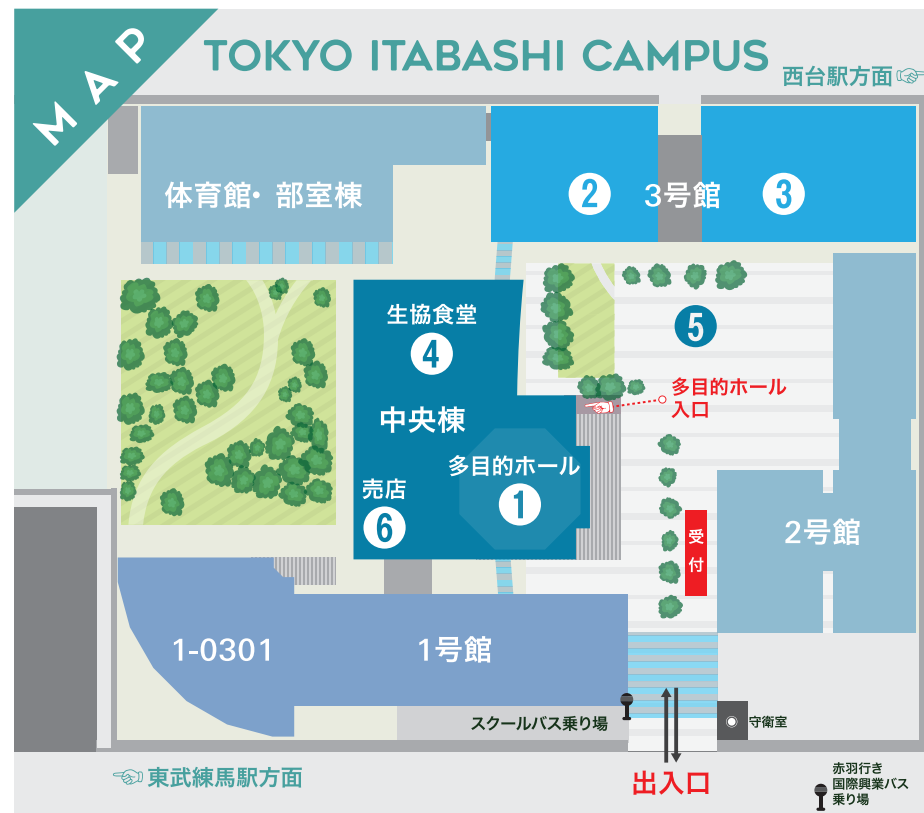 MAP
TOKYO ITABASHI CAMPUS
西台駅方面
体育館・部室棟
2
3号館
3
生協食堂
4
5
多目的ホール
入口
中央棟
多目的ホール
1
売店
6
受付
2号館
1-0301
1号館
スクールバス乗り場
守衛室
東武練馬駅方面
出入口
赤羽行き
国際興業バス
乗り場